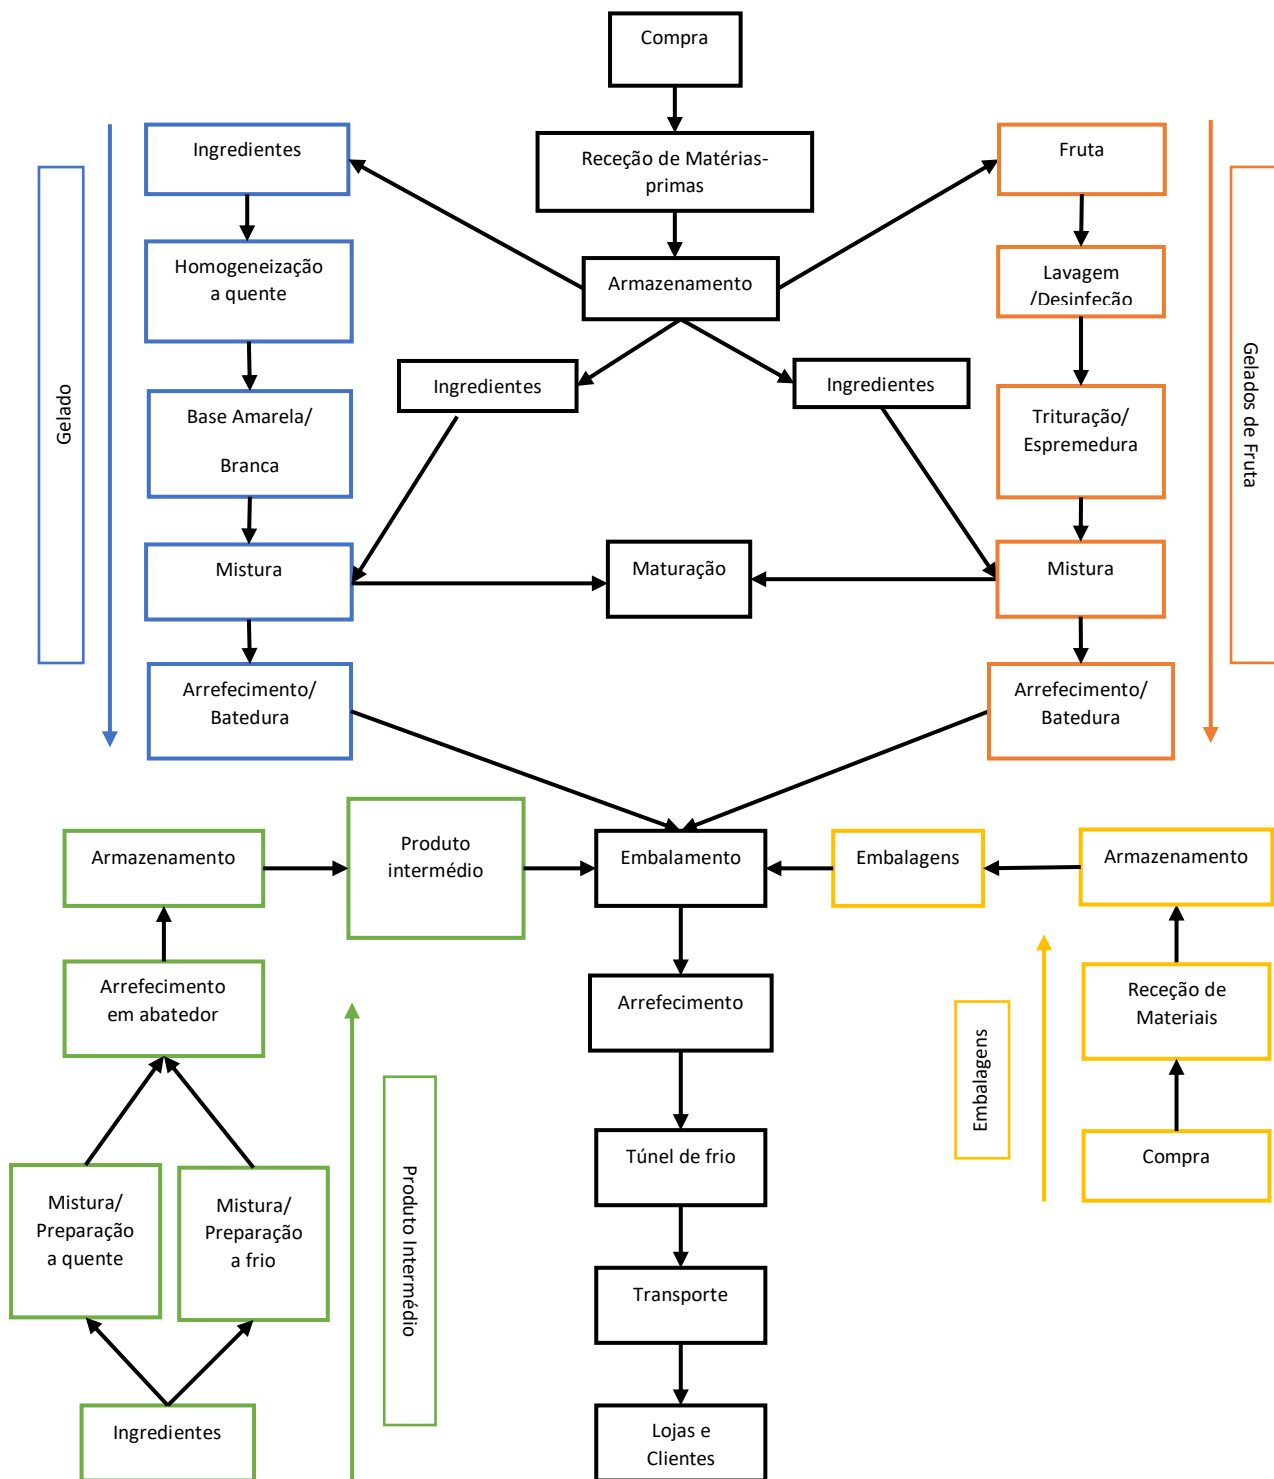 Compra
Ingredientes
Receção de Matérias-
primas
Fruta
Homogeneização
a quente
Armazenamento
Lavagem
/Desinfeção
Gelado
Gelados de Fruta
Ingredientes
Ingredientes
Base Amarela/
Branca
Trituração/
Espremedura
Mistura
Maturação
Mistura
Arrefecimento/
Batedura
Arrefecimento/
Batedura
Armazenamento
Produto
intermédio
Embalamento
Embalagens
Armazenamento
Arrefecimento
em abatedor
Arrefecimento
Receção de
Materiais
Embalagens
Produto Intermédio
Mistura/
Preparação
a quente
Mistura/
Preparação
a frio
Túnel de frio
Compra
Transporte
Ingredientes
Lojas e
Clientes